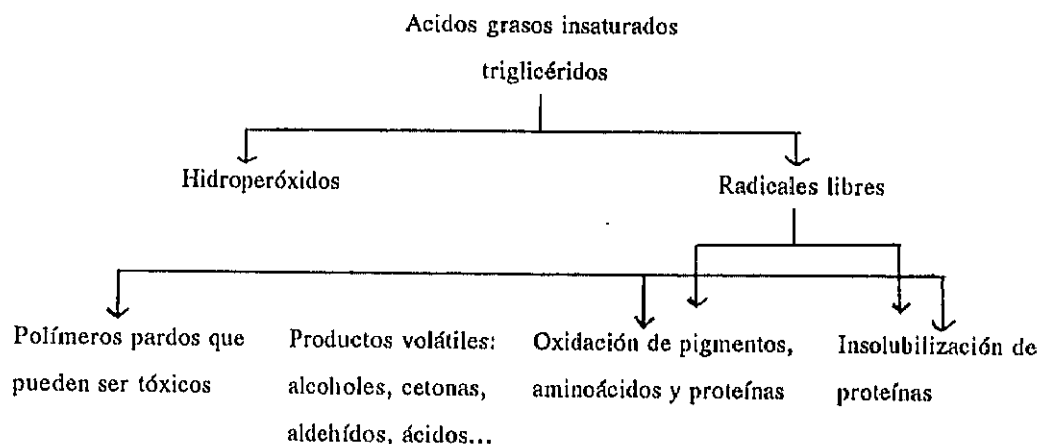 Acidos grasos insaturados
triglicéridos
Hidroperóxidos
Radicales libres
Polímeros pardos que
pueden ser tóxicos
Productos volátiles:
alcoholes, cetonas,
aldehídos, ácidos...
Oxidación de pigmentos,
aminoácidos y proteínas
Insolubilización de
proteínas